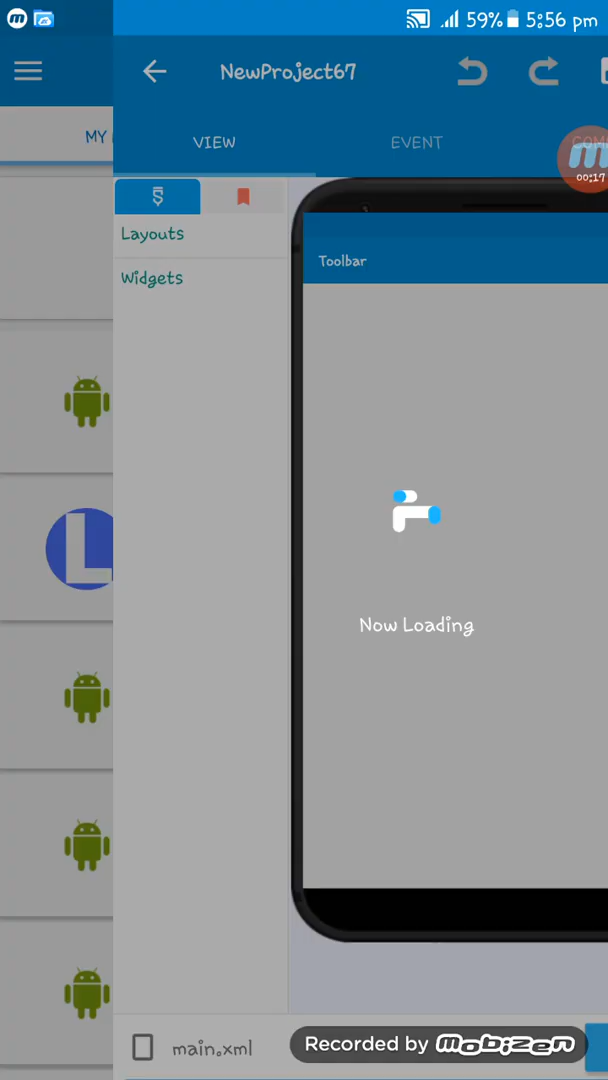 59% 5:56 pm
NewProject67
MY
VIEW
EVENT
COM
00:17
Layouts
Widgets
Toolbar
L
Now Loading
main.xml
Recorded by mobizen